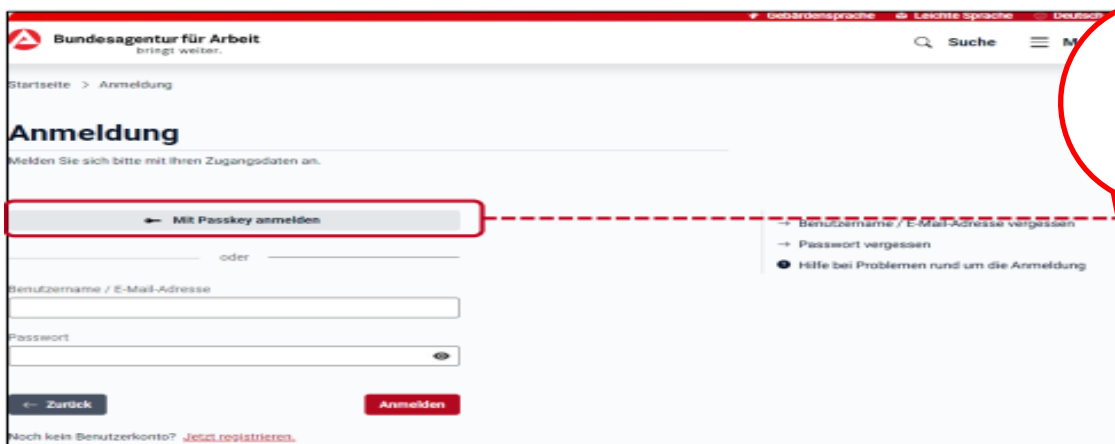 Gebärdensprache Leichte Sprache Deutsch
Bundesagentur für Arbeit
bringt weiter.
Suche
Startseite > Anmeldung
Anmeldung
Melden Sie sich bitte mit Ihren Zugangsdaten an.
Mit Passkey anmelden
→ Benutzername / E-Mail-Adresse vergessen
oder
→ Passwort vergessen
Hilfe bei Problemen rund um die Anmeldung
Benutzername / E-Mail-Adresse
Passwort
← Zurück
Anmelden
Noch kein Benutzerkonto? Jetzt registrieren.